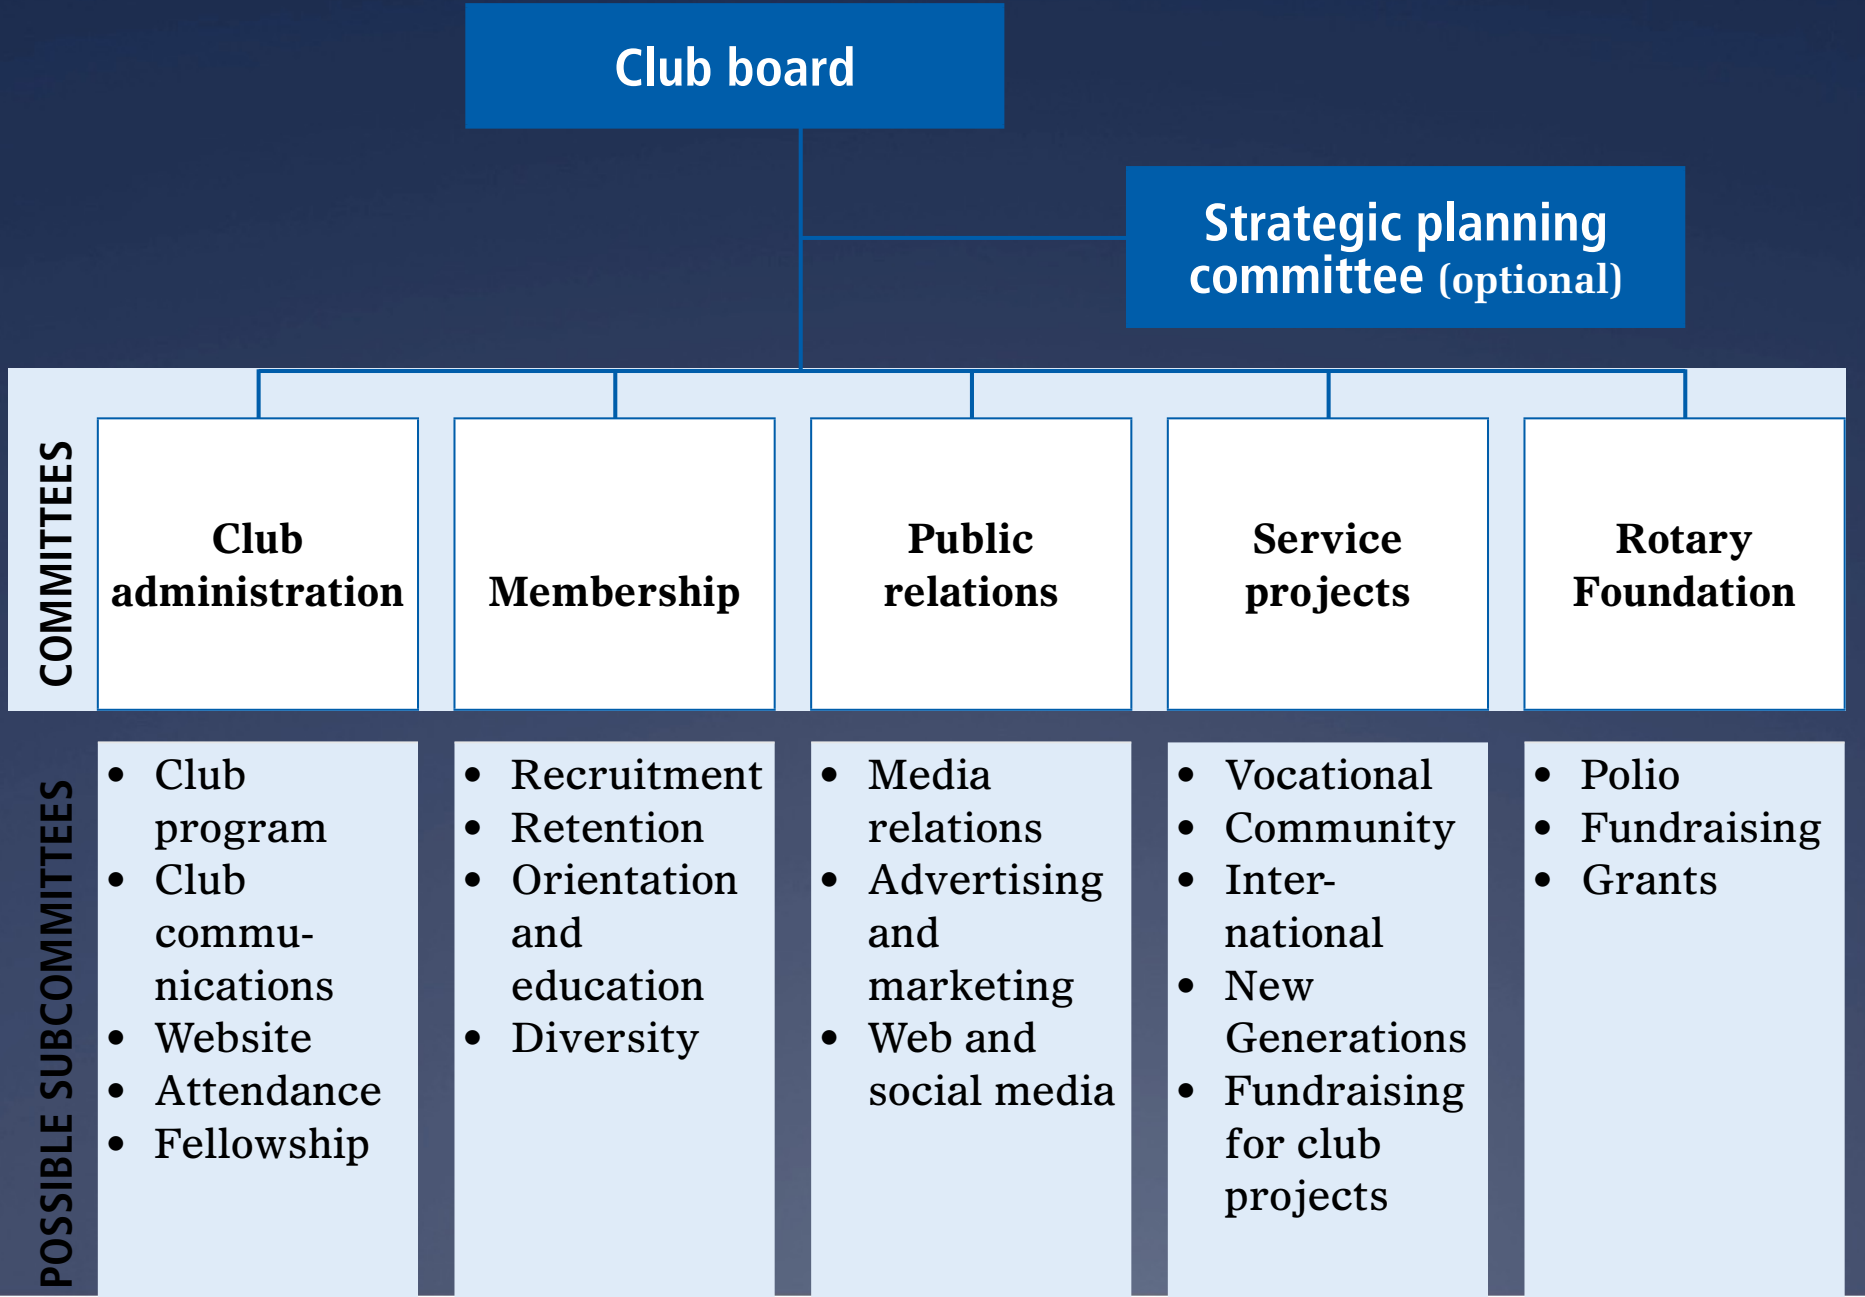 Club board
Strategic planning
committee (optional)
COMMITTEES
Club
administration
Membership
Public
relations
Service
projects
Rotary
Foundation
POSSIBLE SUBCOMMITTEES
• Club
program
• Club
commu-
nications
• Website
• Attendance
• Fellowship
• Recruitment
• Retention
• Orientation
and
education
• Diversity
• Media
relations
• Advertising
and
marketing
• Web and
social media
• Vocational
• Community
• Inter-
national
• New
Generations
• Fundraising
for club
projects
• Polio
• Fundraising
• Grants